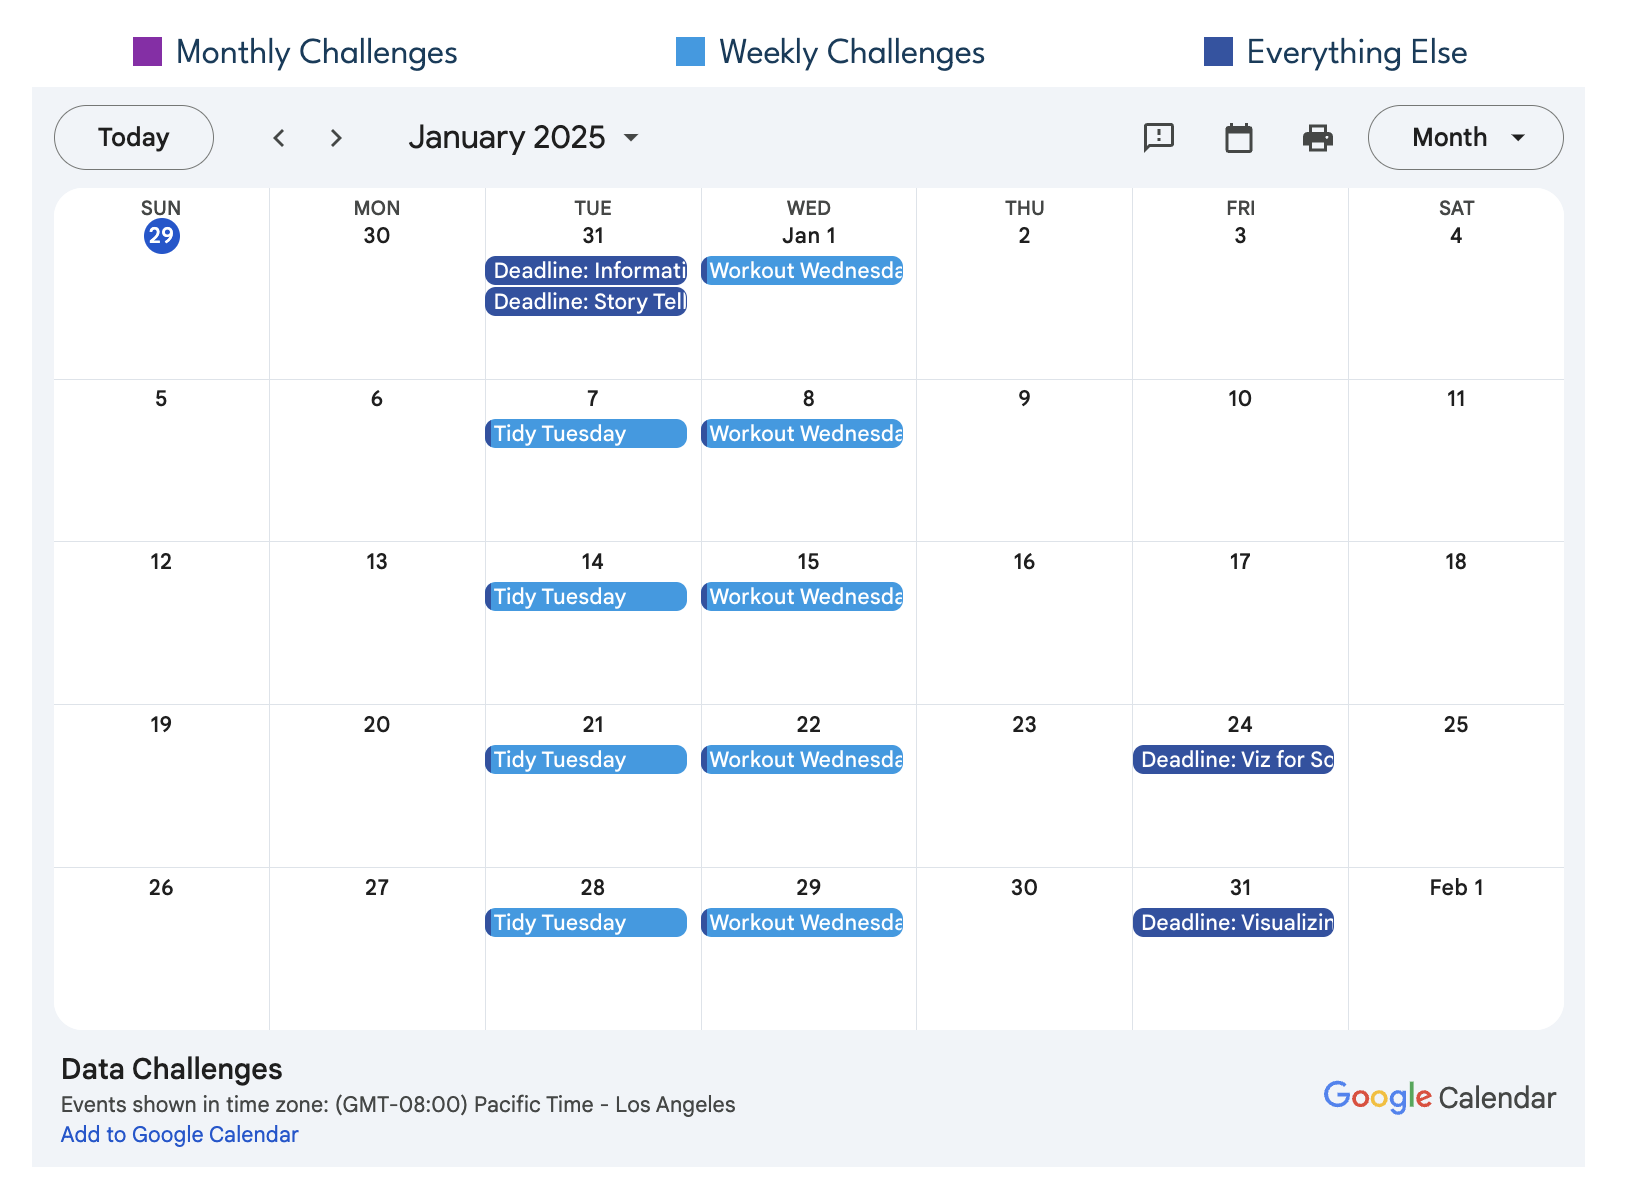 Monthly Challenges
Weekly Challenges
Everything Else
Today
January 2025
Month
SUN MON TUE WED THU FRI SAT
29 30 31 Jan 1 2 3 4
Deadline: Informati Workout Wednesda
Deadline: Story Tell
5 6 7 8 9 10 11
Tidy Tuesday Workout Wednesda
12 13 14 15 16 17 18
Tidy Tuesday Workout Wednesda
19 20 21 22 23 24 25
Tidy Tuesday Workout Wednesda Deadline: Viz for So
26 27 28 29 30 31 Feb 1
Tidy Tuesday Workout Wednesda Deadline: Visualizin
Data Challenges
Events shown in time zone: (GMT-08:00) Pacific Time - Los Angeles
Add to Google Calendar
Google Calendar